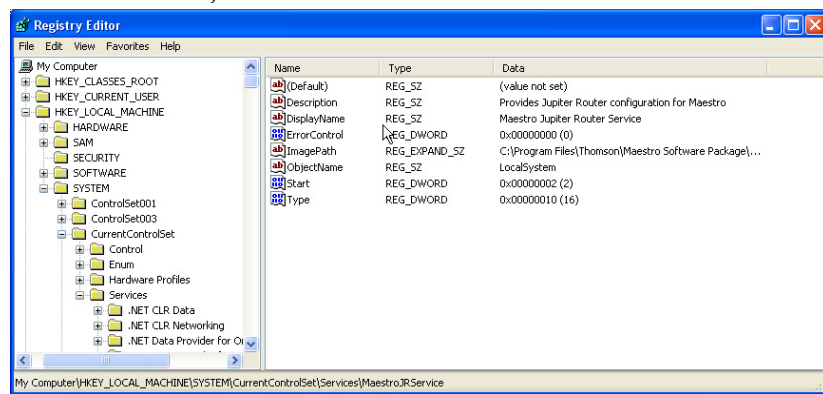 Registry Editor
File Edit View Favorites Help
My Computer
HKEY_CLASSES_ROOT
HKEY_CURRENT_USER
HKEY_LOCAL_MACHINE
HARDWARE
SAM
SECURITY
SOFTWARE
SYSTEM
ControlSet001
ControlSet003
CurrentControlSet
Control
Enum
Hardware Profiles
Services
.NET CLR Data
.NET CLR Networking
.NET Data Provider for
Name Type Data
(Default) REG_SZ (value not set)
Description REG_SZ Provides Jupiter Router configuration for Maestro
DisplayName REG_SZ Maestro Jupiter Router Service
ErrorControl REG_DWORD 0x00000000 (0)
ImagePath REG_EXPAND_SZ C:\Program Files\Thomson\Maestro Software Package\...
ObjectName REG_SZ LocalSystem
Start REG_DWORD 0x00000002 (2)
Type REG_DWORD 0x00000010 (16)
My Computer\HKEY_LOCAL_MACHINE\SYSTEM\CurrentControlSet\Services\MaestroJRService